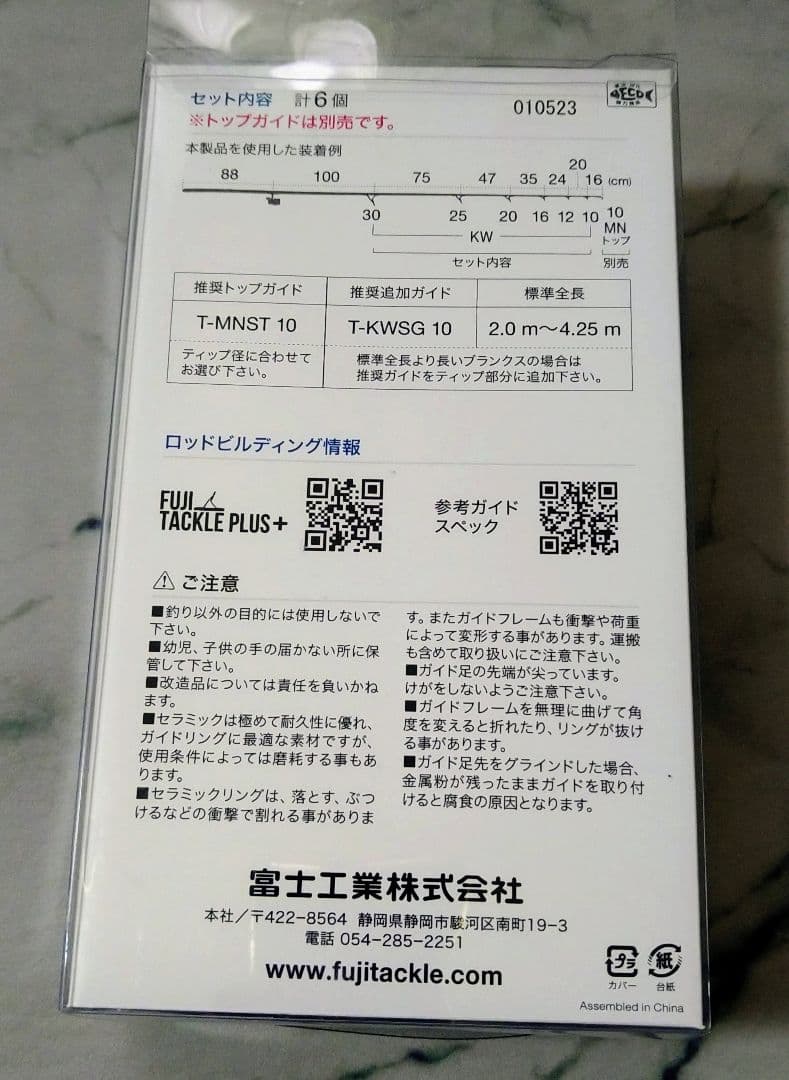 セット内容 計6個
010523
※トップガイドは別売です。
本製品を使用した装着例
88 100 75 47 35 24 20 16 (cm)
30 25 20 16 12 10 10
KW
MN
トップ
セット内容 別売
推奨トップガイド 推奨追加ガイド 標準全長
T-MNST 10 T-KWSG 10 2.0 m〜4.25 m
ティップ径に合わせて
お選び下さい。
標準全長より長いブランクスの場合は
推奨ガイドをティップ部分に追加下さい。
ロッドビルディング情報
FUJI
TACKLE PLUS+
参考ガイド
スペック
⚠ ご注意
■釣り以外の目的には使用しないで
下さい。
■幼児、子供の手の届かない所に保
管して下さい。
■改造品については責任を負いかね
ます。
■セラミックは極めて耐久性に優れ、
ガイドリングに最適な素材ですが、
使用条件によっては磨耗する事もあ
ります。
■セラミックリングは、落とす、ぶつ
けるなどの衝撃で割れる事がありま
す。またガイドフレームも衝撃や荷重
によって変形する事があります。運搬
も含めて取り扱いにご注意下さい。
■ガイド足の先端が尖っています。
けがをしないようご注意下さい。
■ガイドフレームを無理に曲げて角
度を変えると折れたり、リングが抜け
る事があります。
■ガイド足先をグラインドした場合、
金属粉が残ったままガイドを取り付
けると腐食の原因となります。
富士工業株式会社
本社／〒422-8564 静岡県静岡市駿河区南町19-3
電話 054-285-2251
www.fujitackle.com
プラ 紙
カバー 台紙
Assembled in China